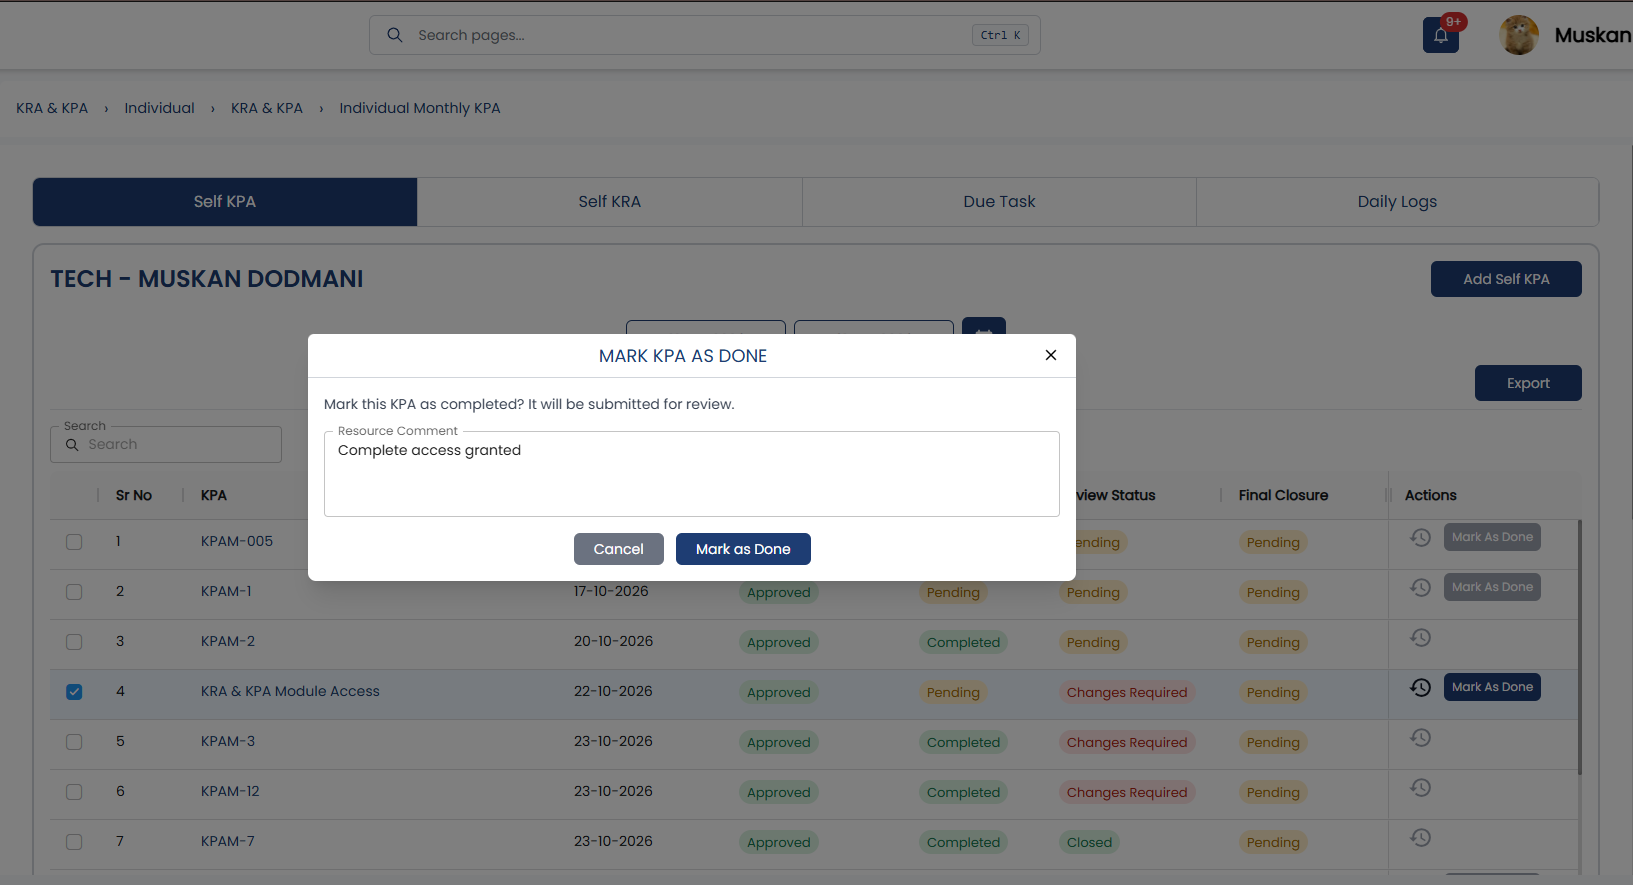 Search pages...
Ctrl K
9+
Muskan
KRA & KPA › Individual › KRA & KPA › Individual Monthly KPA
Self KPA
Self KRA
Due Task
Daily Logs
TECH - MUSKAN DODMANI
Add Self KPA
MARK KPA AS DONE
Export
Mark this KPA as completed? It will be submitted for review.
Search
Search
Resource Comment
Complete access granted
Cancel
Mark as Done
Sr No KPA view Status Final Closure Actions
1 KPAM-005 ending Pending Mark As Done
2 KPAM-1 17-10-2026 Approved Pending Pending Pending Mark As Done
3 KPAM-2 20-10-2026 Approved Completed Pending Pending
4 KRA & KPA Module Access 22-10-2026 Approved Pending Changes Required Pending Mark As Done
5 KPAM-3 23-10-2026 Approved Completed Changes Required Pending
6 KPAM-12 23-10-2026 Approved Completed Changes Required Pending
7 KPAM-7 23-10-2026 Approved Completed Closed Pending